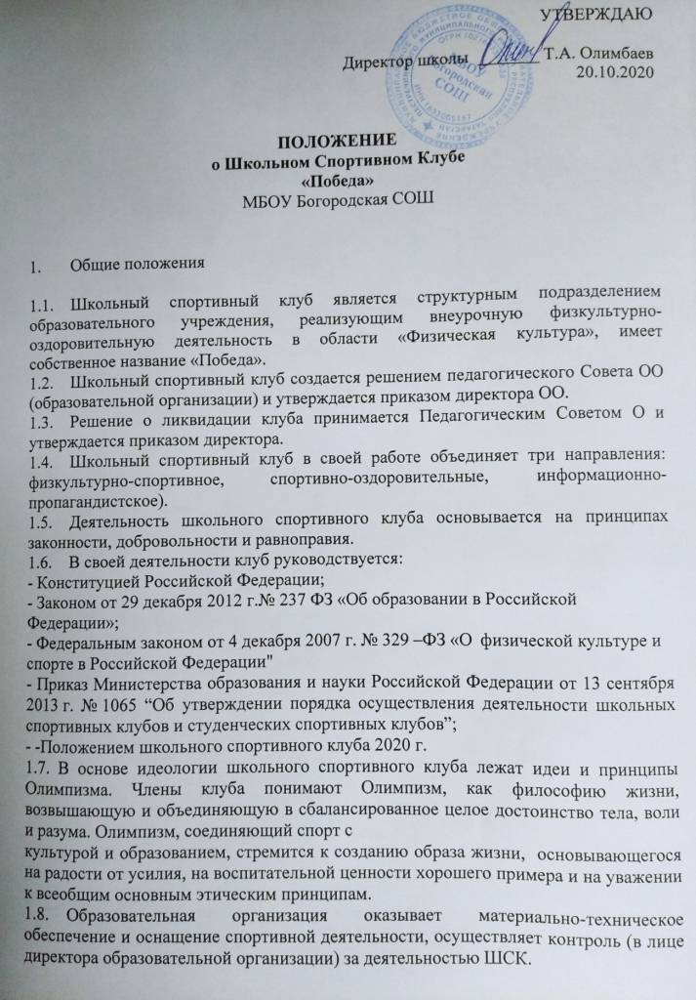 УТВЕРЖДАЮ
Директор школы Т.А. Олимбаев
20.10.2020
МБОУ
Богородская
СОШ
ПОЛОЖЕНИЕ
о Школьном Спортивном Клубе
«Победа»
МБОУ Богородская СОШ
1. Общие положения
1.1. Школьный спортивный клуб является структурным подразделением
образовательного учреждения, реализующим внеурочную физкультурно-
оздоровительную деятельность в области «Физическая культура», имеет
собственное название «Победа».
1.2. Школьный спортивный клуб создается решением педагогического Совета ОО
(образовательной организации) и утверждается приказом директора ОО.
1.3. Решение о ликвидации клуба принимается Педагогическим Советом О и
утверждается приказом директора.
1.4. Школьный спортивный клуб в своей работе объединяет три направления:
физкультурно-спортивное, спортивно-оздоровительные, информационно-
пропагандистское).
1.5. Деятельность школьного спортивного клуба основывается на принципах
законности, добровольности и равноправия.
1.6. В своей деятельности клуб руководствуется:
- Конституцией Российской Федерации;
- Законом от 29 декабря 2012 г.№ 237 ФЗ «Об образовании в Российской
Федерации»;
- Федеральным законом от 4 декабря 2007 г. № 329 –ФЗ «О физической культуре и
спорте в Российской Федерации"
- Приказ Министерства образования и науки Российской Федерации от 13 сентября
2013 г. № 1065 “Об утверждении порядка осуществления деятельности школьных
спортивных клубов и студенческих спортивных клубов”;
- -Положением школьного спортивного клуба 2020 г.
1.7. В основе идеологии школьного спортивного клуба лежат идеи и принципы
Олимпизма. Члены клуба понимают Олимпизм, как философию жизни,
возвышающую и объединяющую в сбалансированное целое достоинство тела, воли
и разума. Олимпизм, соединяющий спорт с
культурой и образованием, стремится к созданию образа жизни, основывающегося
на радости от усилия, на воспитательной ценности хорошего примера и на уважении
к всеобщим основным этическим принципам.
1.8. Образовательная организация оказывает материально-техническое
обеспечение и оснащение спортивной деятельности, осуществляет контроль (в лице
директора образовательной организации) за деятельностью ШСК.